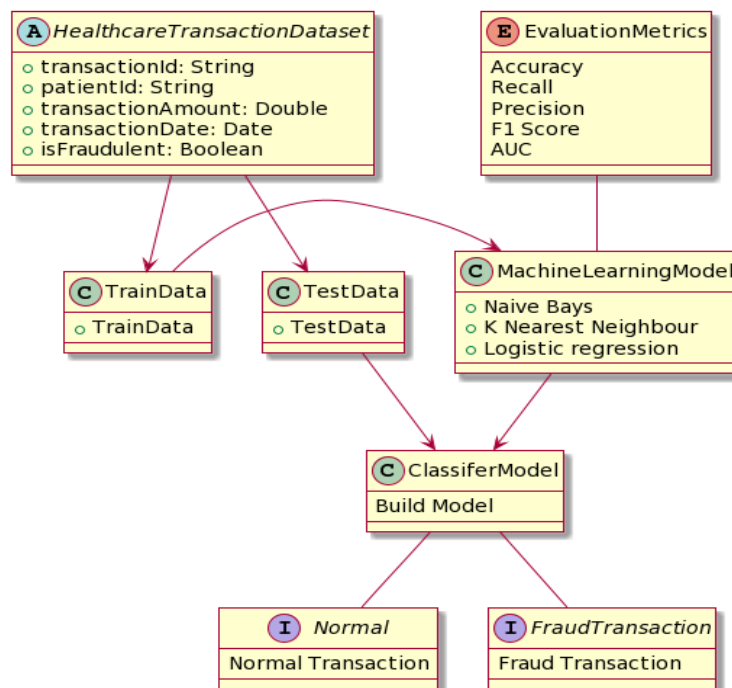 A HealthcareTransactionDataset
transactionId: String
patientId: String
transactionAmount: Double
transactionDate: Date
isFraudulent: Boolean
E EvaluationMetrics
Accuracy
Recall
Precision
F1 Score
AUC
C TrainData
TrainData
C TestData
TestData
C MachineLearningModel
Naive Bays
K Nearest Neighbour
Logistic regression
C ClassiferModel
Build Model
I Normal
Normal Transaction
I FraudTransaction
Fraud Transaction